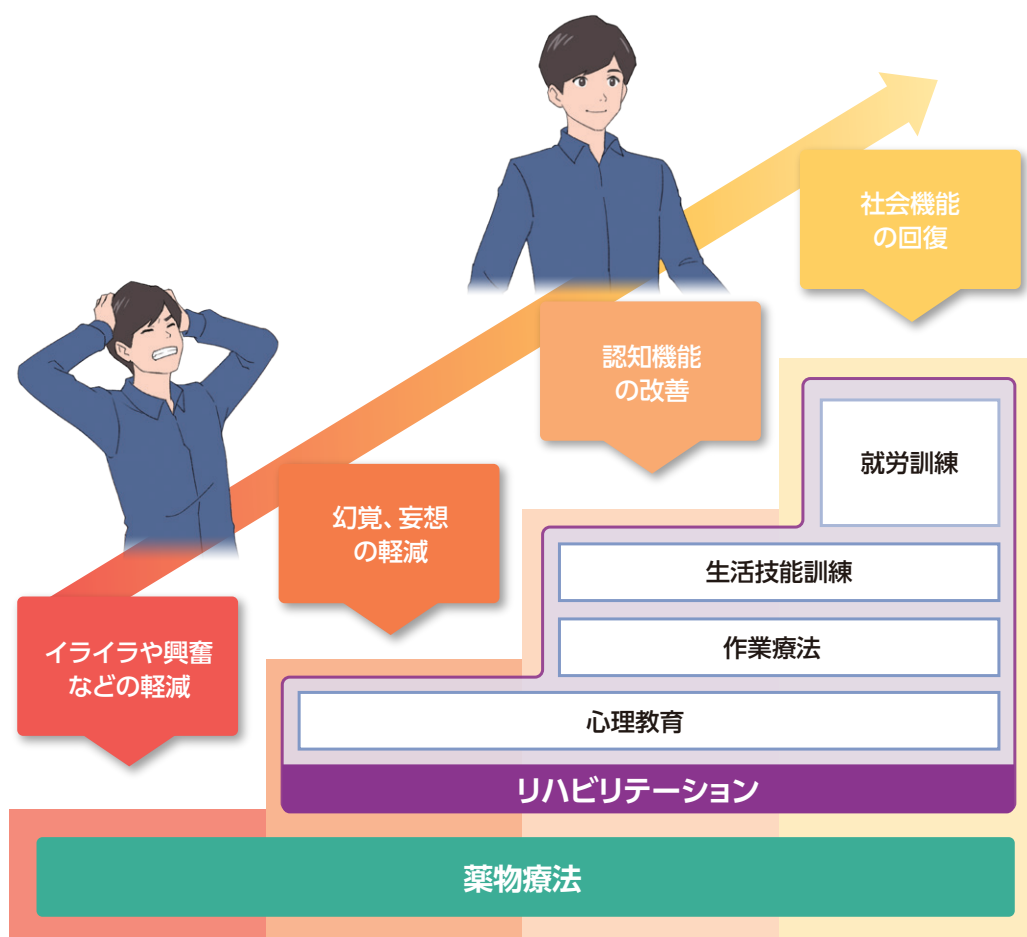 社会機能
の回復
認知機能
の改善
幻覚、妄想
の軽減
イライラや興奮
などの軽減
就労訓練
生活技能訓練
作業療法
心理教育
リハビリテーション
薬物療法